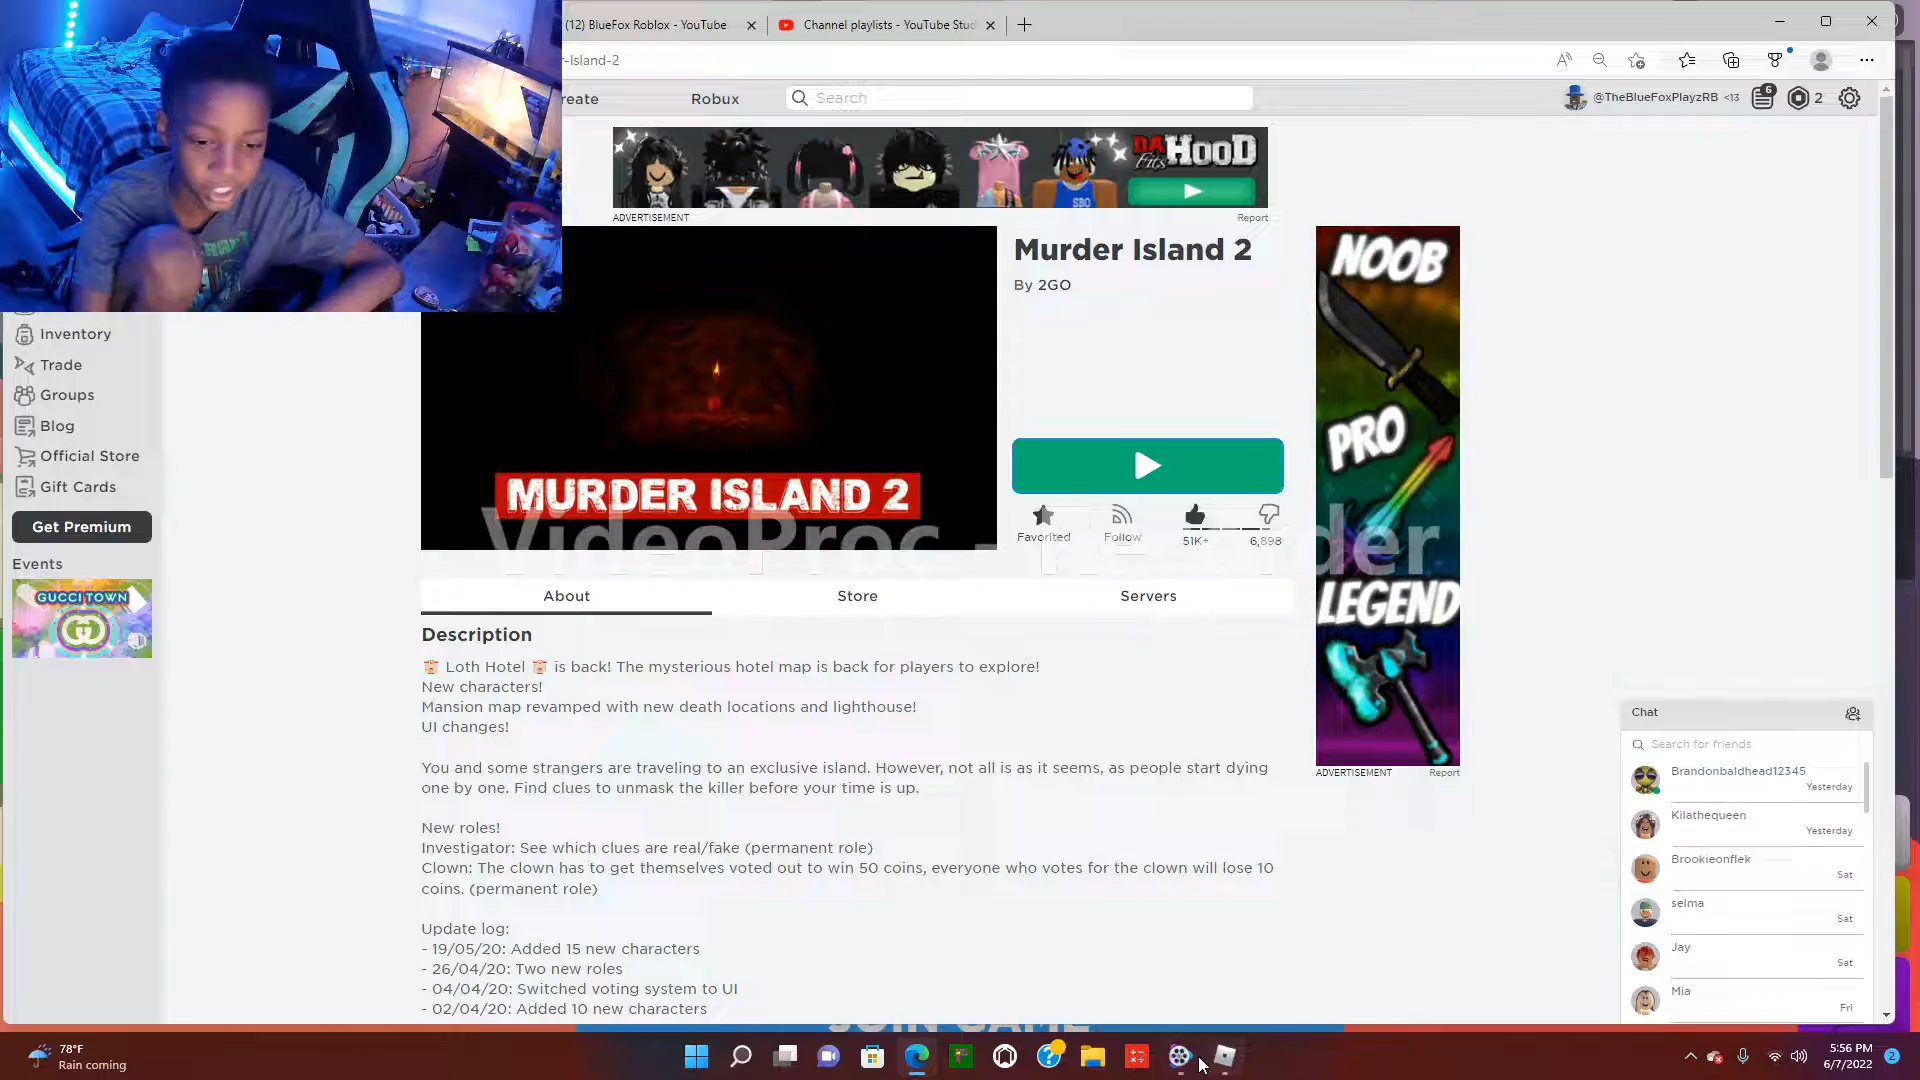 (12) BlueFox Roblox - YouTube
Channel playlists - YouTube Stud
r-Island-2
reate
Robux
Search
@TheBlueFoxPlayzRB <13
6
2
DA HOOD
Fits
SBO
ADVERTISEMENT
Report
Murder Island 2
By 2GO
MURDER ISLAND 2
Inventory
Trade
Groups
Blog
Official Store
Gift Cards
Get Premium
Events
GUCCI TOWN
Favorited
Follow
51K+
6,898
NOOB
PRO
LEGEND
ADVERTISEMENT
Report
About
Store
Servers
Description
Loth Hotel is back! The mysterious hotel map is back for players to explore!
New characters!
Mansion map revamped with new death locations and lighthouse!
UI changes!
You and some strangers are traveling to an exclusive island. However, not all is as it seems, as people start dying
one by one. Find clues to unmask the killer before your time is up.
New roles!
Investigator: See which clues are real/fake (permanent role)
Clown: The clown has to get themselves voted out to win 50 coins, everyone who votes for the clown will lose 10
coins. (permanent role)
Update log:
- 19/05/20: Added 15 new characters
- 26/04/20: Two new roles
- 04/04/20: Switched voting system to UI
- 02/04/20: Added 10 new characters
Chat
Search for friends
Brandonbaldhead12345
Yesterday
Kilathequeen
Yesterday
Brookieonflek
Sat
selma
Sat
Jay
Sat
Mia
Fri
JOIN GAME
78°F
Rain coming
5:56 PM
6/7/2022
2